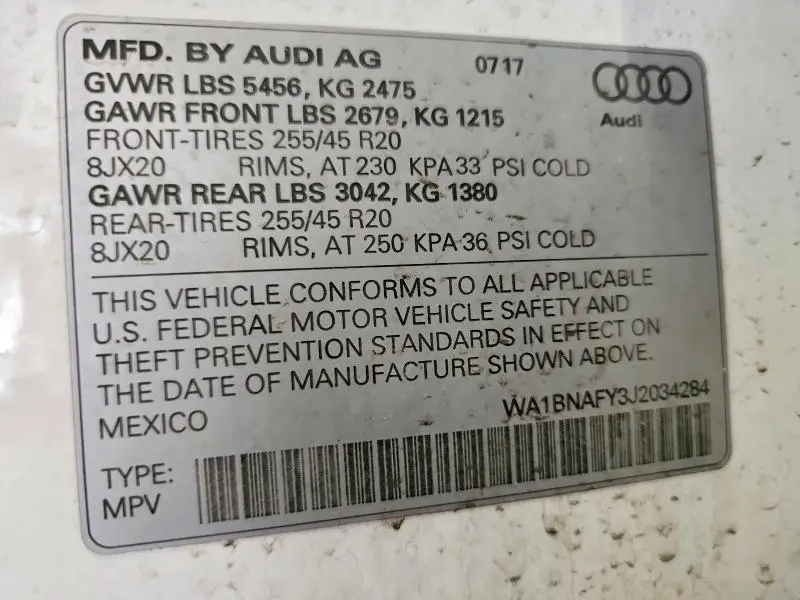 MFD. BY AUDI AG 0717
GVWR LBS 5456, KG 2475
GAWR FRONT LBS 2679, KG 1215
Audi
FRONT-TIRES 255/45 R20
8JX20 RIMS, AT 230 KPA 33 PSI COLD
GAWR REAR LBS 3042, KG 1380
REAR-TIRES 255/45 R20
8JX20 RIMS, AT 250 KPA 36 PSI COLD
THIS VEHICLE CONFORMS TO ALL APPLICABLE
U.S. FEDERAL MOTOR VEHICLE SAFETY AND
THEFT PREVENTION STANDARDS IN EFFECT ON
THE DATE OF MANUFACTURE SHOWN ABOVE.
MEXICO WA1BNAFY3J2034284
TYPE:
MPV